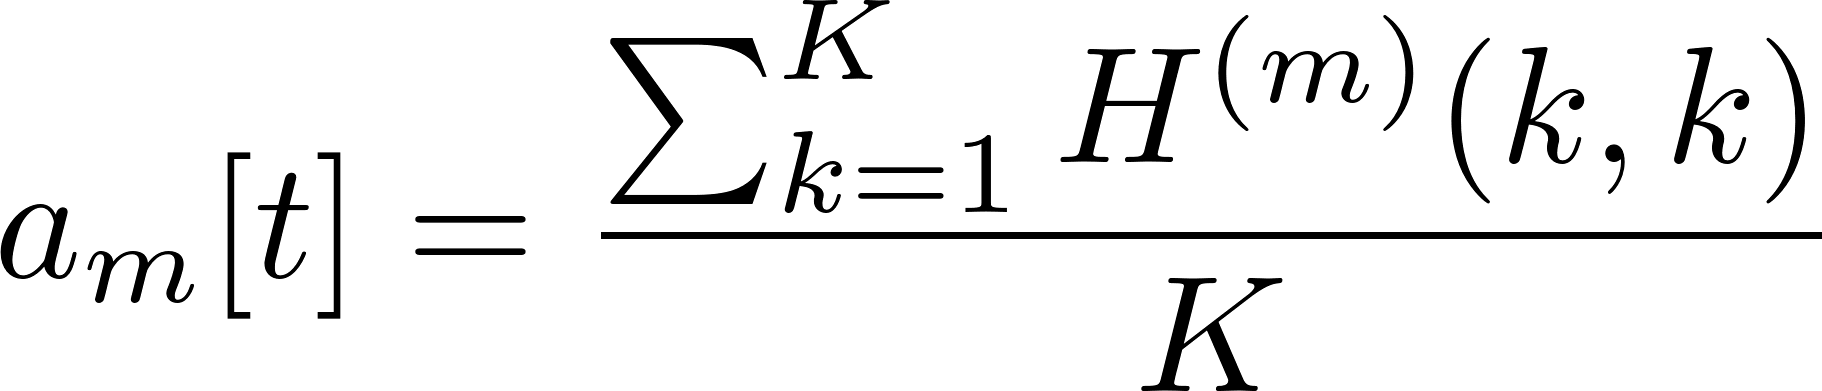 a_m[t] = \frac{\sum_{k=1}^{K} H^{(m)}(k, k)}{K}